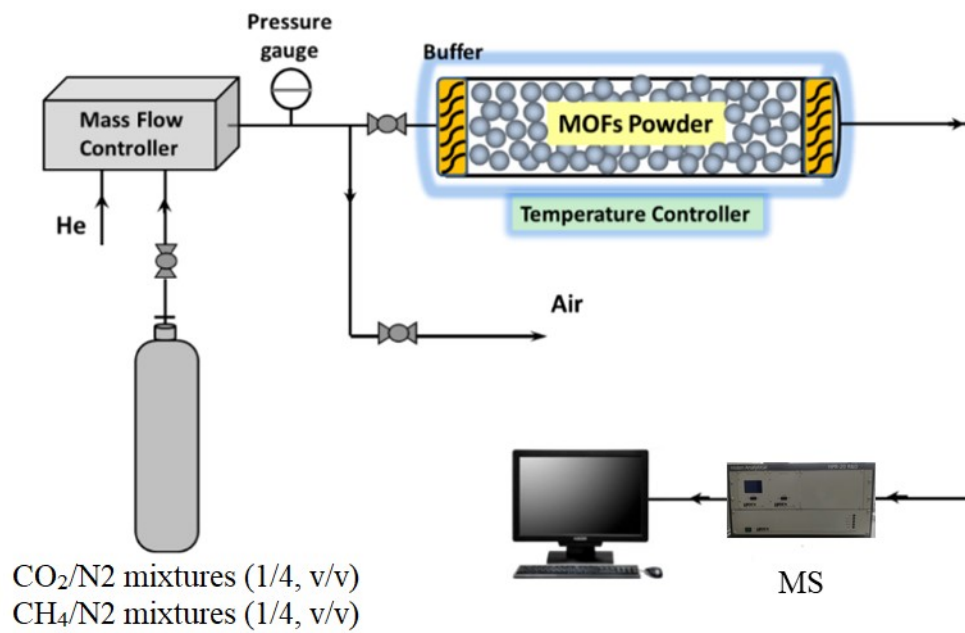 Pressure
gauge
Buffer
Mass Flow
Controller
MOFs Powder
Temperature Controller
He
Air
CO₂/N2 mixtures (1/4, v/v)
CH₄/N2 mixtures (1/4, v/v)
MS